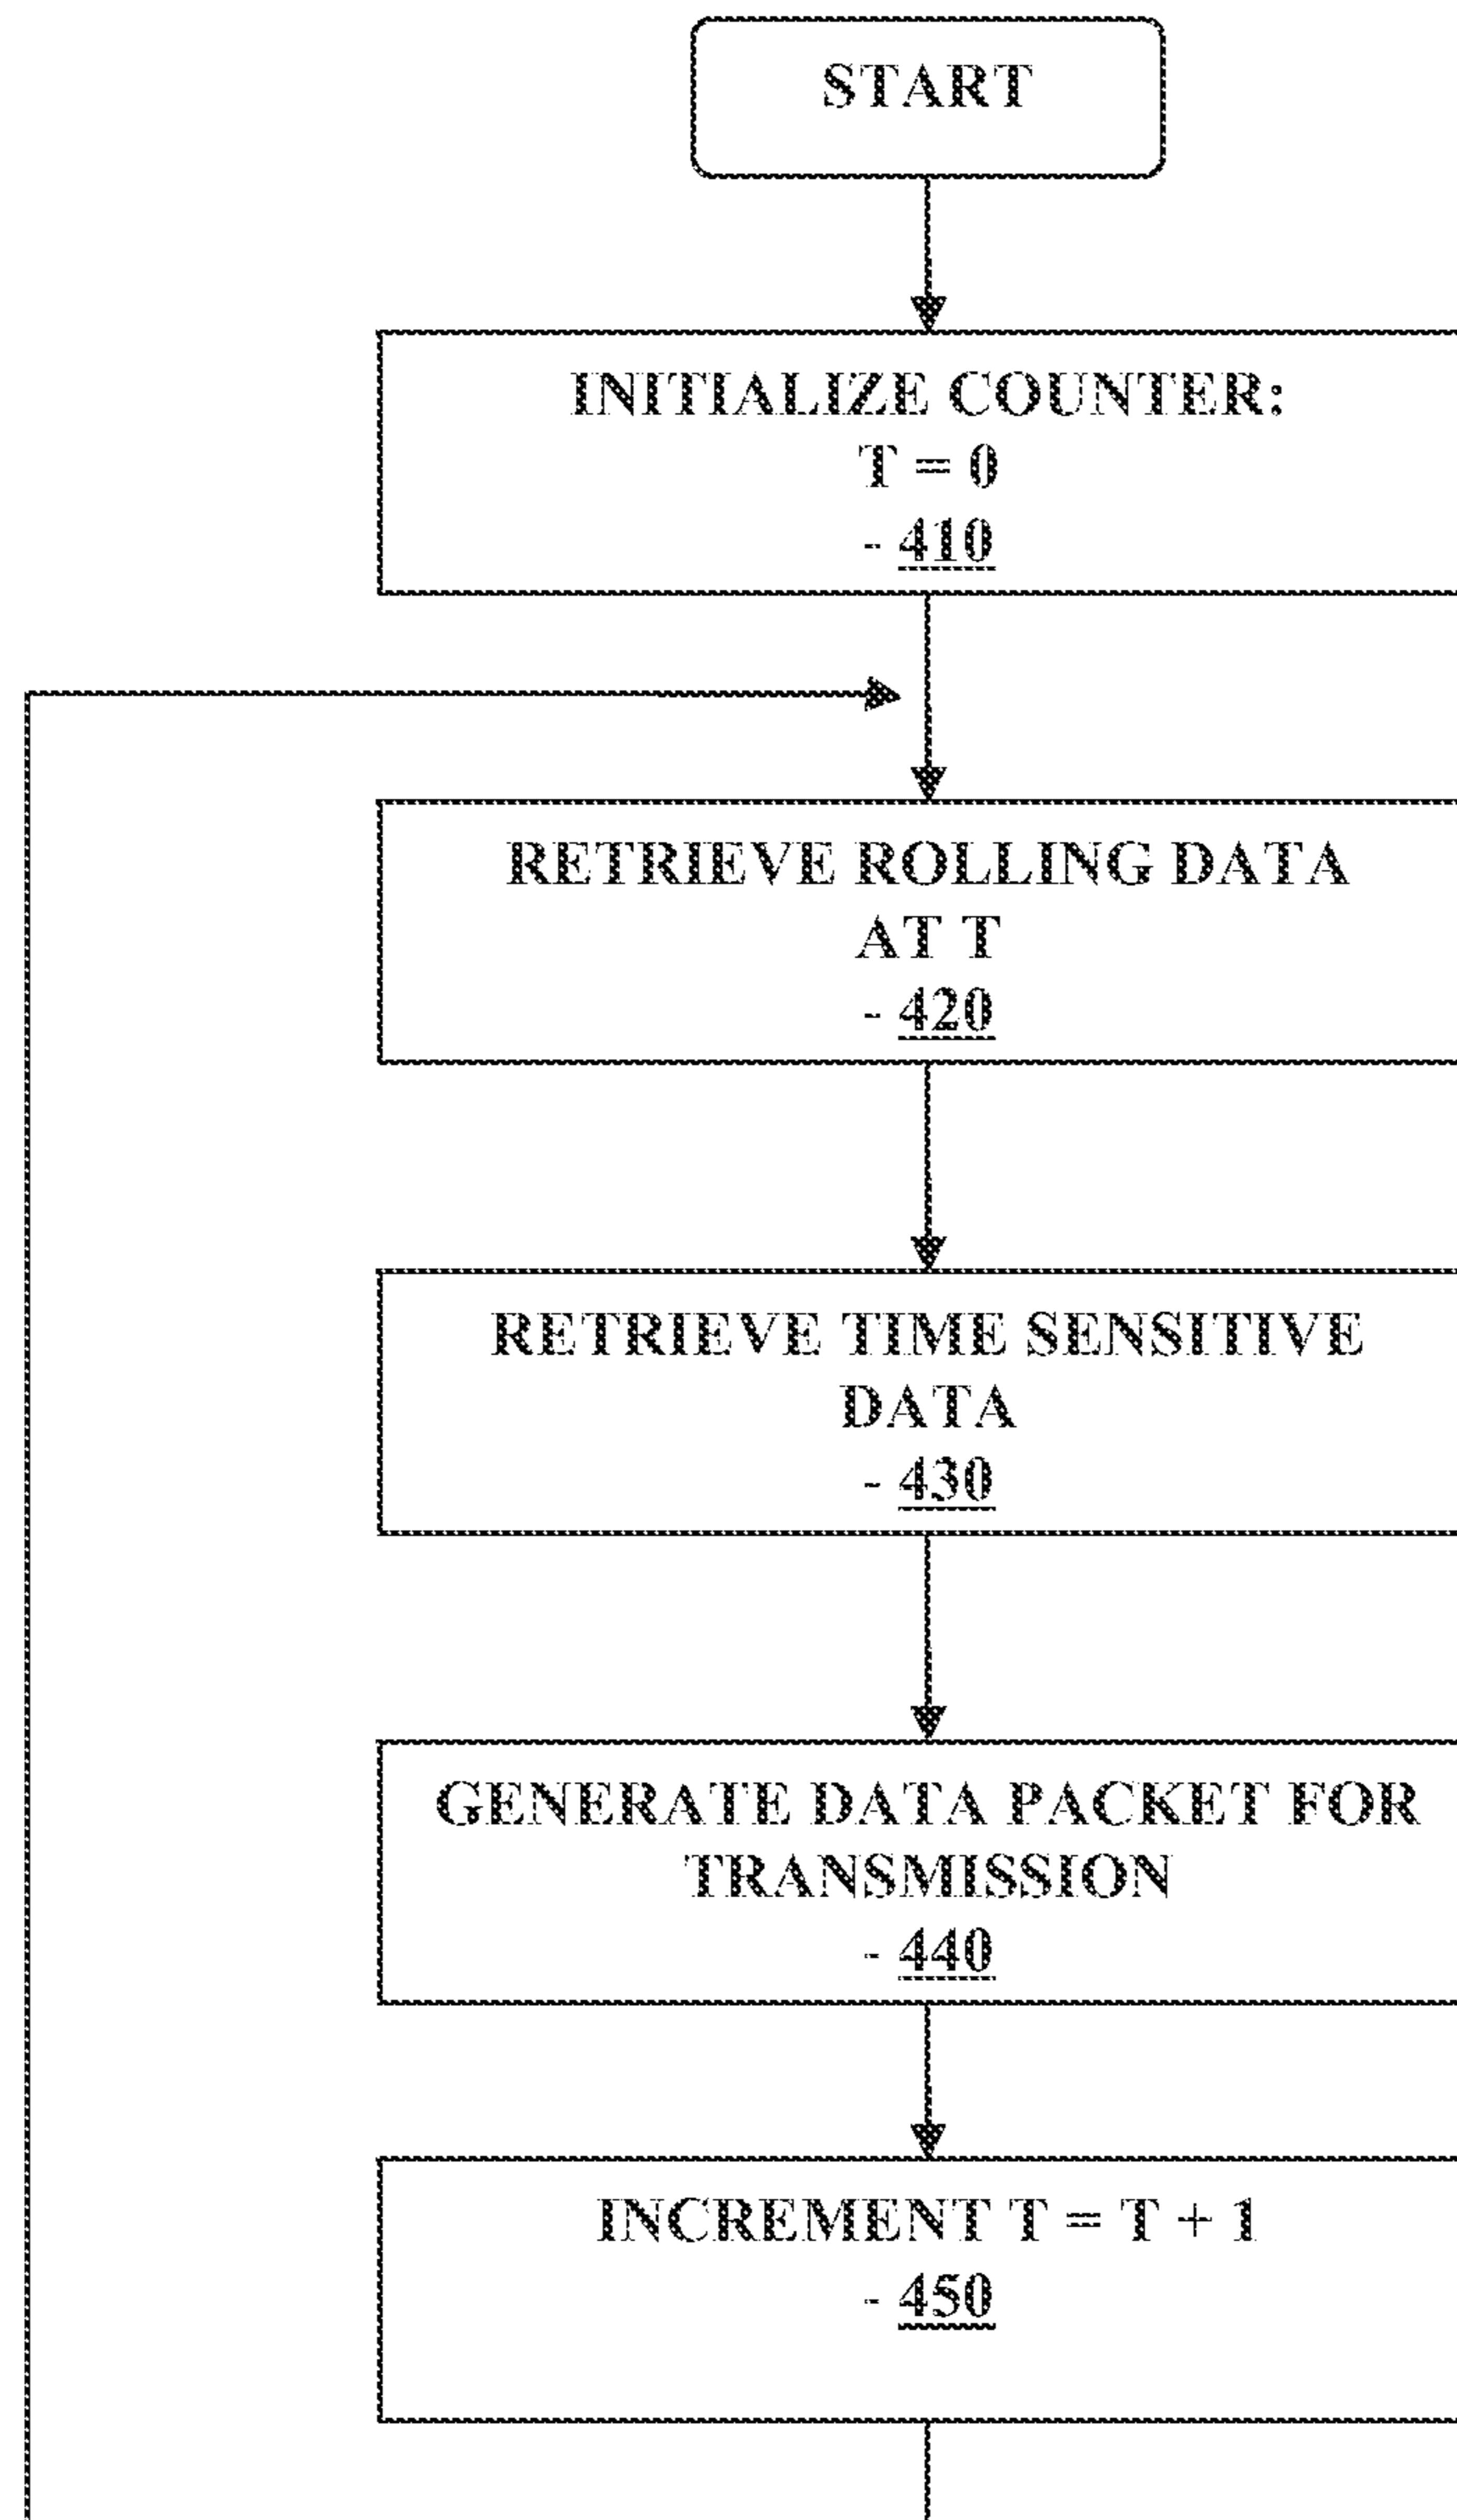 START
INITIALIZE COUNTER:
T = 0
- 410
RETRIEVE ROLLING DATA
AT T
- 420
RETRIEVE TIME SENSITIVE
DATA
- 430
GENERATE DATA PACKET FOR
TRANSMISSION
- 440
INCREMENT T = T + 1
- 450